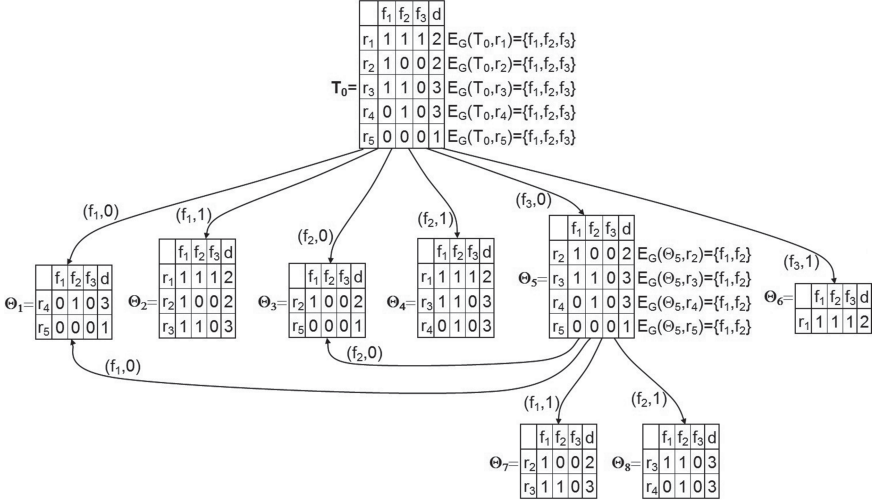 f₁ f₂ f₃ d
r₁ 1 1 1 2 E_G(T₀,r₁)={f₁,f₂,f₃}
r₂ 1 0 0 2 E_G(T₀,r₂)={f₁,f₂,f₃}
T₀= r₃ 1 1 0 3 E_G(T₀,r₃)={f₁,f₂,f₃}
r₄ 0 1 0 3 E_G(T₀,r₄)={f₁,f₂,f₃}
r₅ 0 0 0 1 E_G(T₀,r₅)={f₁,f₂,f₃}
(f₁,0)
(f₁,1)
(f₂,0)
(f₂,1)
(f₃,0)
(f₃,1)
Θ₁=
f₁ f₂ f₃ d
r₄ 0 1 0 3
r₅ 0 0 0 1
Θ₂=
f₁ f₂ f₃ d
r₁ 1 1 1 2
r₂ 1 0 0 2
r₃ 1 1 0 3
Θ₃=
f₁ f₂ f₃ d
r₂ 1 0 0 2
r₅ 0 0 0 1
Θ₄=
f₁ f₂ f₃ d
r₁ 1 1 1 2
r₃ 1 1 0 3
r₄ 0 1 0 3
Θ₅=
f₁ f₂ f₃ d
r₂ 1 0 0 2 E_G(Θ₅,r₂)={f₁,f₂}
r₃ 1 1 0 3 E_G(Θ₅,r₃)={f₁,f₂}
r₄ 0 1 0 3 E_G(Θ₅,r₄)={f₁,f₂}
r₅ 0 0 0 1 E_G(Θ₅,r₅)={f₁,f₂}
Θ₆=
f₁ f₂ f₃ d
r₁ 1 1 1 2
(f₁,0)
(f₂,0)
(f₁,1)
(f₂,1)
Θ₇=
f₁ f₂ f₃ d
r₂ 1 0 0 2
r₃ 1 1 0 3
Θ₈=
f₁ f₂ f₃ d
r₃ 1 1 0 3
r₄ 0 1 0 3